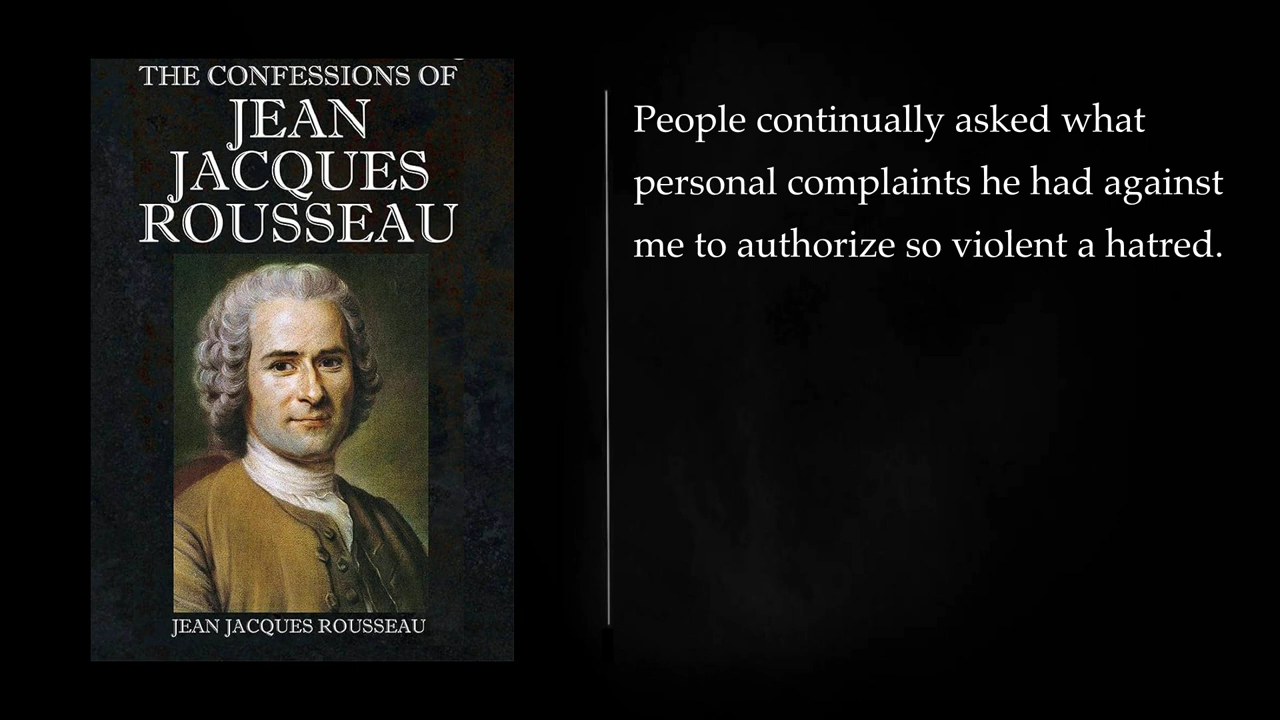 THE CONFESSIONS OF
JEAN
JACQUES
ROUSSEAU
JEAN JACQUES ROUSSEAU
People continually asked what
personal complaints he had against
me to authorize so violent a hatred.